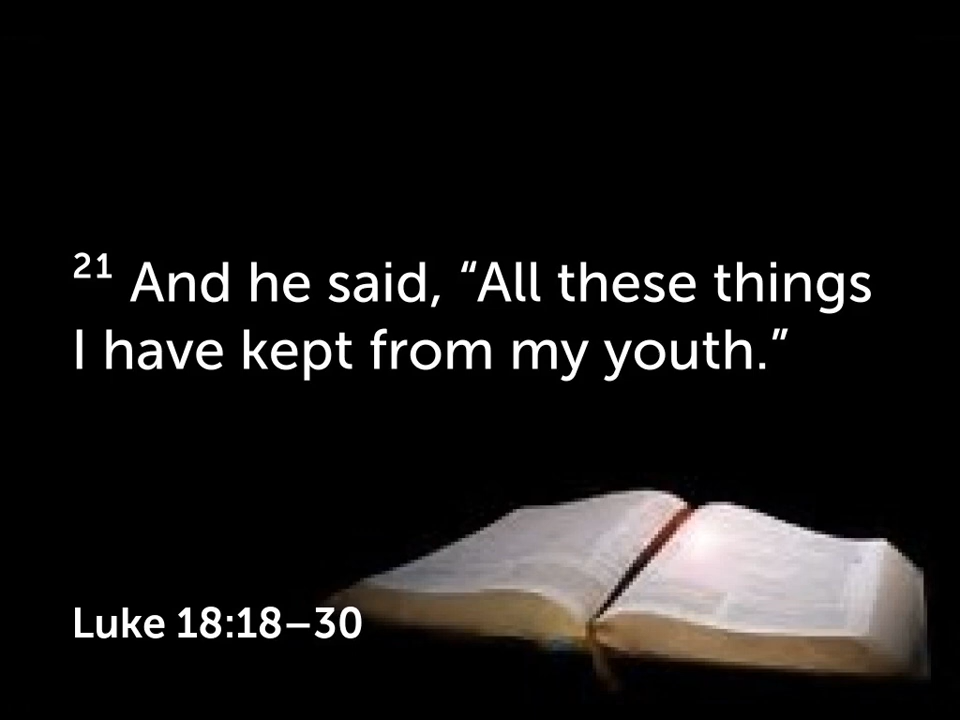 21 And he said, “All these things
I have kept from my youth.”
Luke 18:18–30